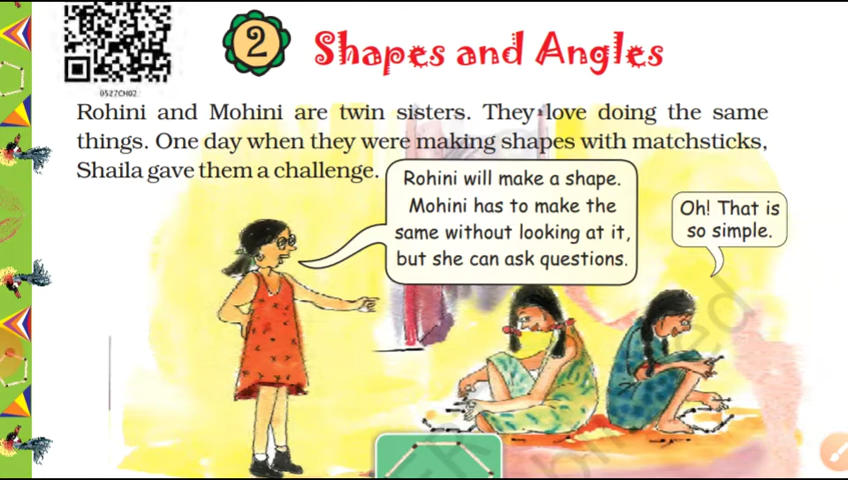 2
Shapes and Angles
0527CH02
Rohini and Mohini are twin sisters. They love doing the same
things. One day when they were making shapes with matchsticks,
Shaila gave them a challenge.
Rohini will make a shape.
Mohini has to make the
same without looking at it,
but she can ask questions.
Oh! That is
so simple.